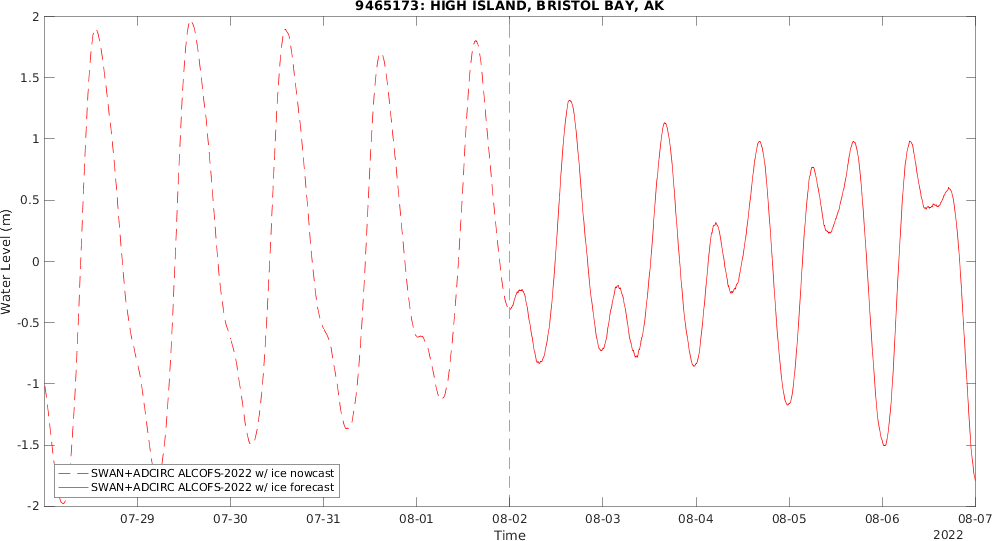 9465173: HIGH ISLAND, BRISTOL BAY, AK
Water Level (m)
2
1.5
1
0.5
0
-0.5
-1
-1.5
-2
SWAN+ADCIRC ALCOFS-2022 w/ ice nowcast
SWAN+ADCIRC ALCOFS-2022 w/ ice forecast
07-29 07-30 07-31 08-01 08-02 08-03 08-04 08-05 08-06 08-07
Time
2022